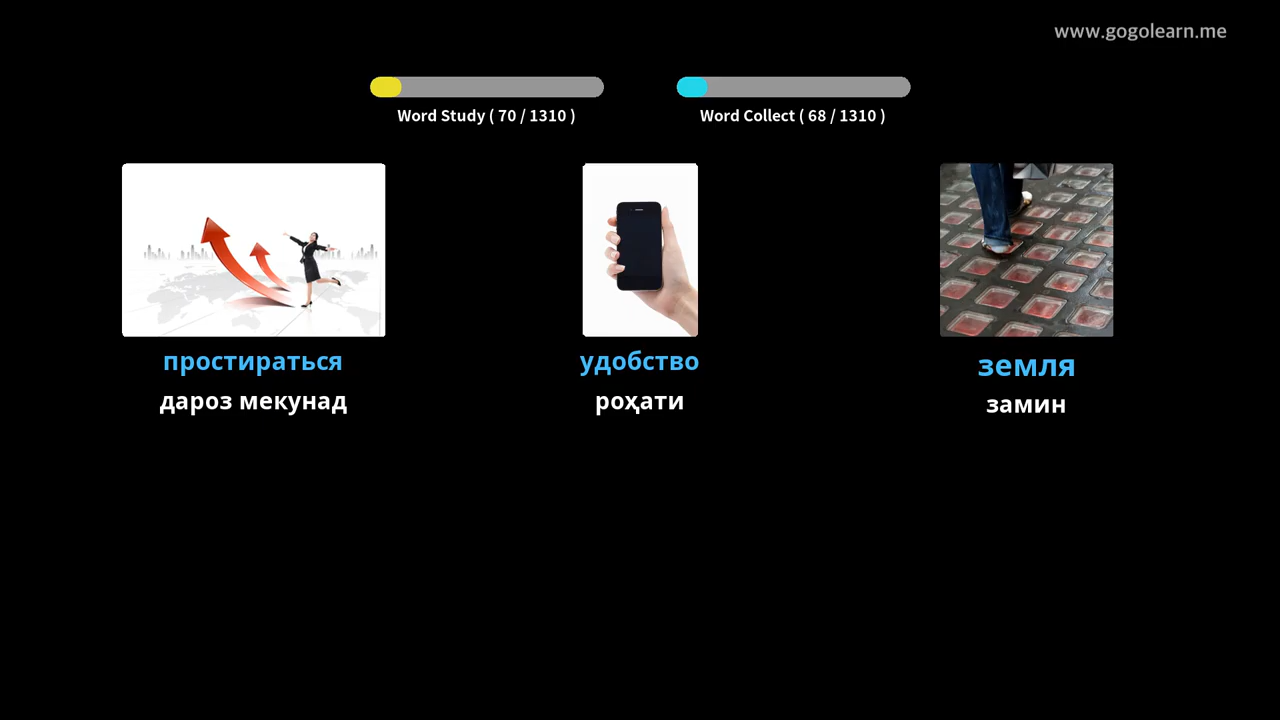 www.gogolearn.me
Word Study ( 70 / 1310 )
Word Collect ( 68 / 1310 )
простираться
дароз мекунад
удобство
роҳати
земля
замин